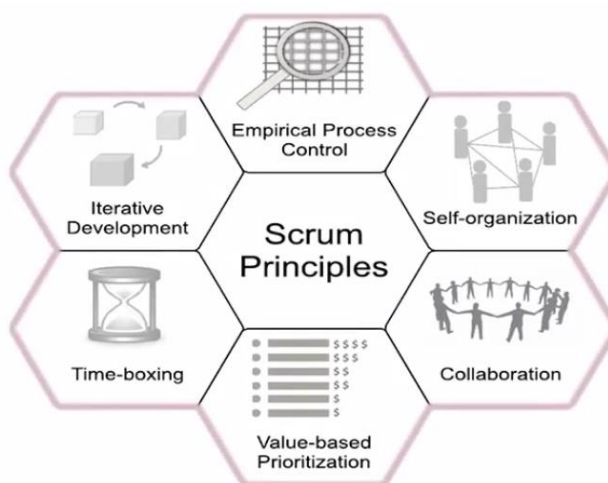 Empirical Process
Control
Iterative
Development
Self-organization
Scrum
Principles
Time-boxing
$$$$
$$$
$$
$$
$
$
Collaboration
Value-based
Prioritization